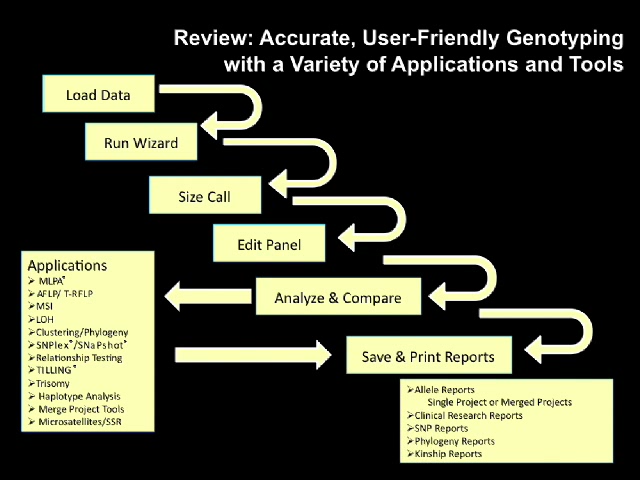 Review: Accurate, User-Friendly Genotyping
with a Variety of Applications and Tools
Load Data
Run Wizard
Size Call
Edit Panel
Analyze & Compare
Save & Print Reports
Applications
➢ MLPA®
➢ AFLP/ T-RFLP
➢ MSI
➢ LOH
➢ Clustering/Phylogeny
➢ SNPlex®/SNaPshot®
➢ Relationship Testing
➢ TILLING®
➢ Trisomy
➢ Haplotype Analysis
➢ Merge Project Tools
➢ Microsatellites/SSR
➢ Allele Reports
Single Project or Merged Projects
➢ Clinical Research Reports
➢ SNP Reports
➢ Phylogeny Reports
➢ Kinship Reports